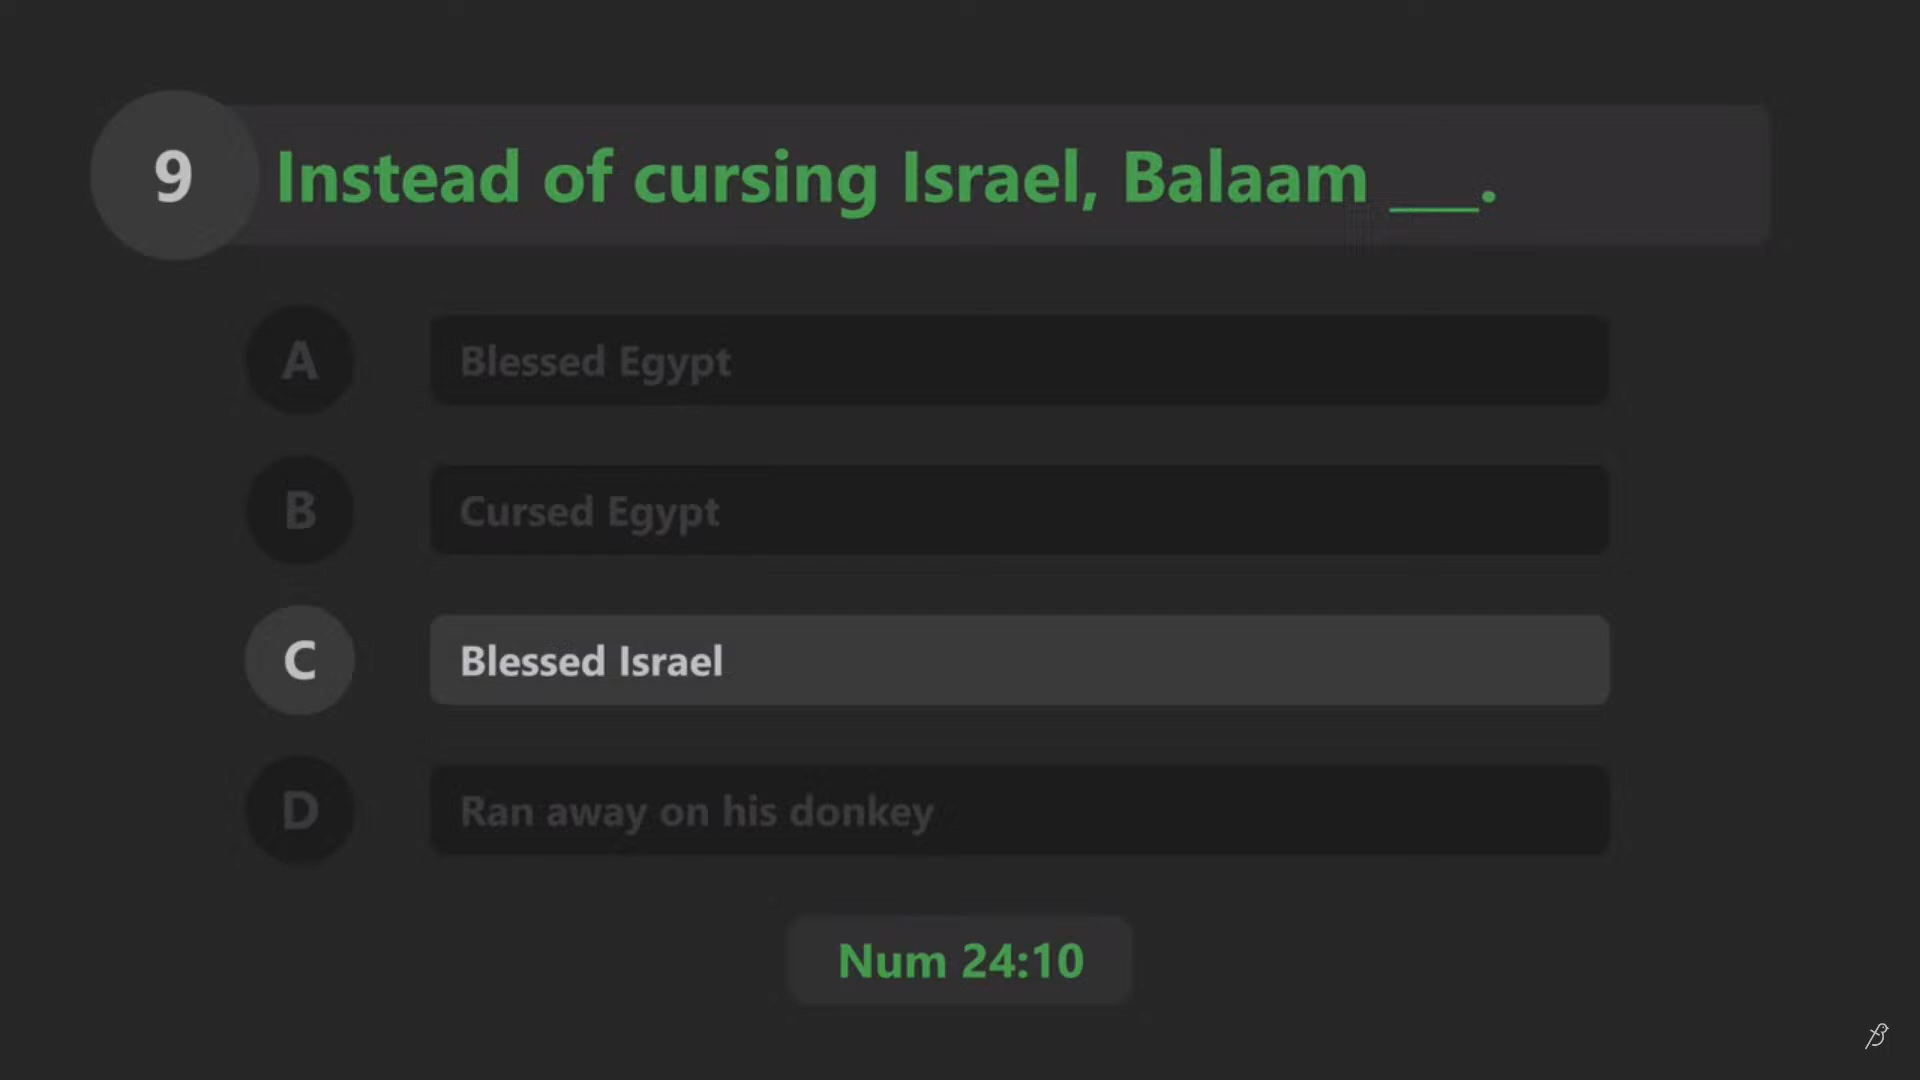 9
Instead of cursing Israel, Balaam ___.
A
Blessed Egypt
B
Cursed Egypt
C
Blessed Israel
D
Ran away on his donkey
Num 24:10